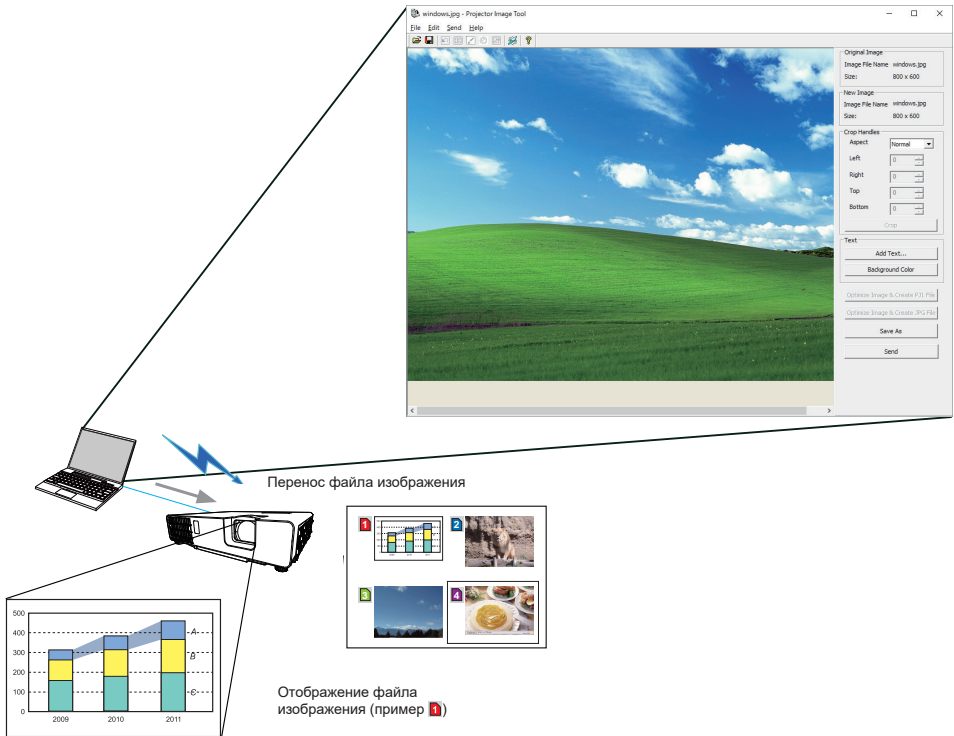 windows.jpg - Projector Image Tool
File Edit Send Help
Original Image
Image File Name windows.jpg
Size: 800 x 600
New Image
Image File Name windows.jpg
Size: 800 x 600
Crop Handles
Aspect Normal
Left 0
Right 0
Top 0
Bottom 0
Crop
Text
Add Text...
Background Color
Optimize Image & Create PJ1 File
Optimize Image & Create JPG File
Save As
Send
Перенос файла изображения
1
2
3
4
500
400
300
200
100
0
A
B
C
2009 2010 2011
Отображение файла
изображения (пример 1)